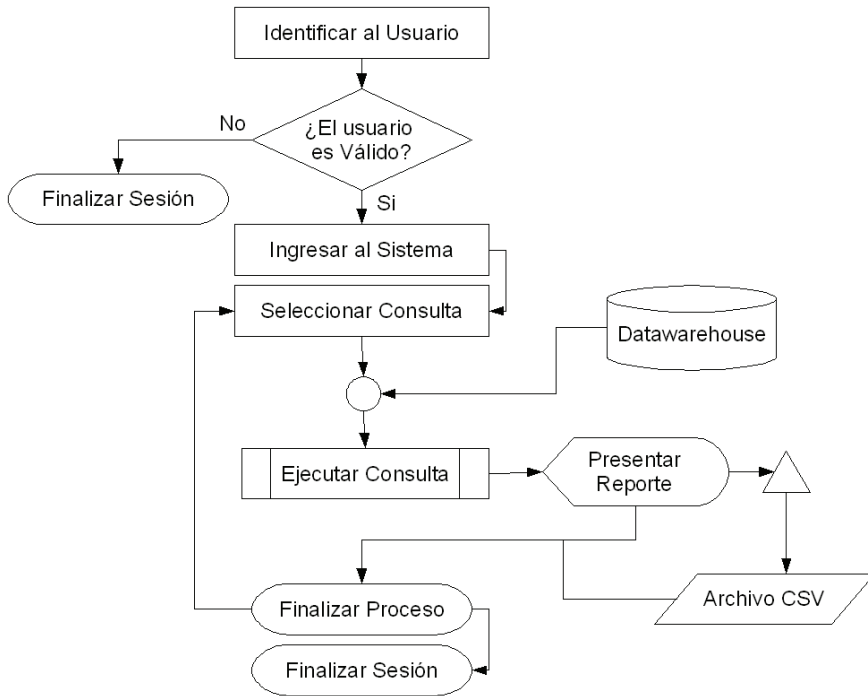 Identificar al Usuario
¿El usuario
es Válido?
No
Finalizar Sesión
Si
Ingresar al Sistema
Seleccionar Consulta
Datawarehouse
Ejecutar Consulta
Presentar
Reporte
Archivo CSV
Finalizar Proceso
Finalizar Sesión